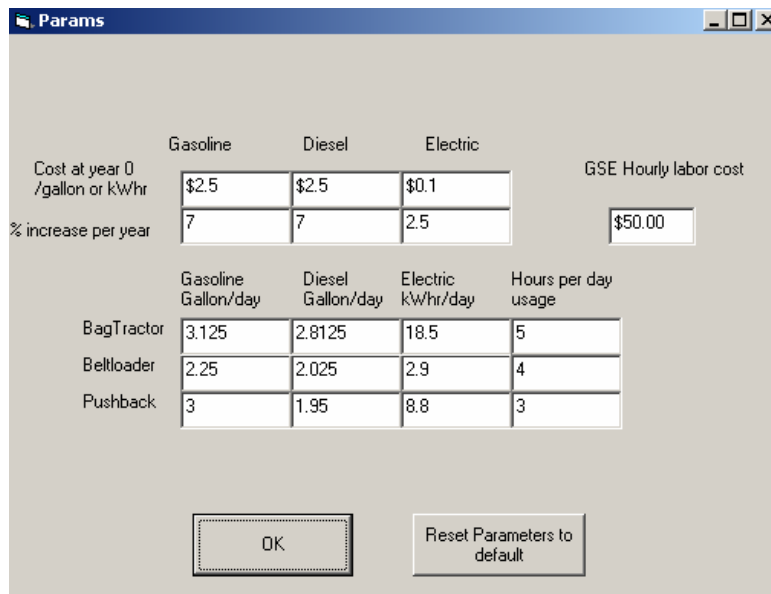 Params
Gasoline Diesel Electric
Cost at year 0
/gallon or kWhr
GSE Hourly labor cost
$2.5 $2.5 $0.1
% increase per year
7 7 2.5
$50.00
Gasoline Diesel Electric Hours per day
Gallon/day Gallon/day kWhr/day usage
BagTractor 3.125 2.8125 18.5 5
Beltloader 2.25 2.025 2.9 4
Pushback 3 1.95 8.8 3
OK
Reset Parameters to
default